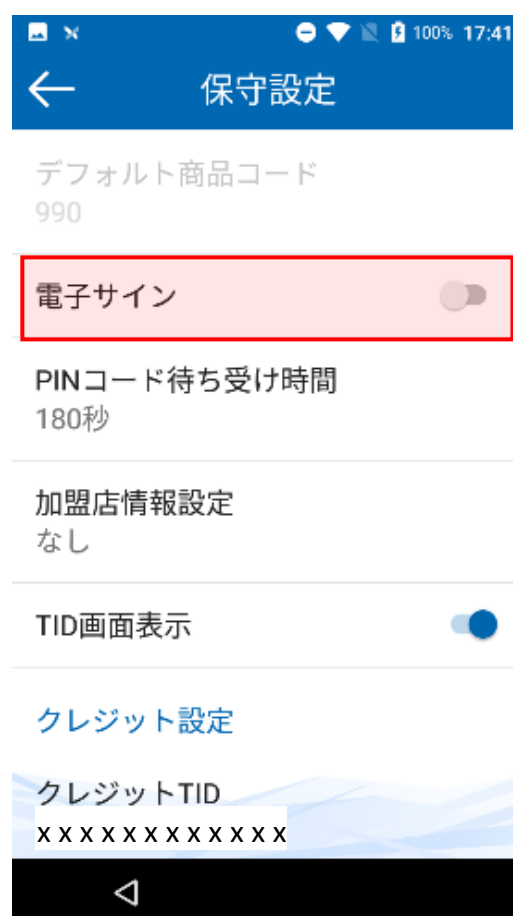 100% 17:41
保守設定
デフォルト商品コード
990
電子サイン
PINコード待ち受け時間
180秒
加盟店情報設定
なし
TID画面表示
クレジット設定
クレジットTID
x x x x x x x x x x x x